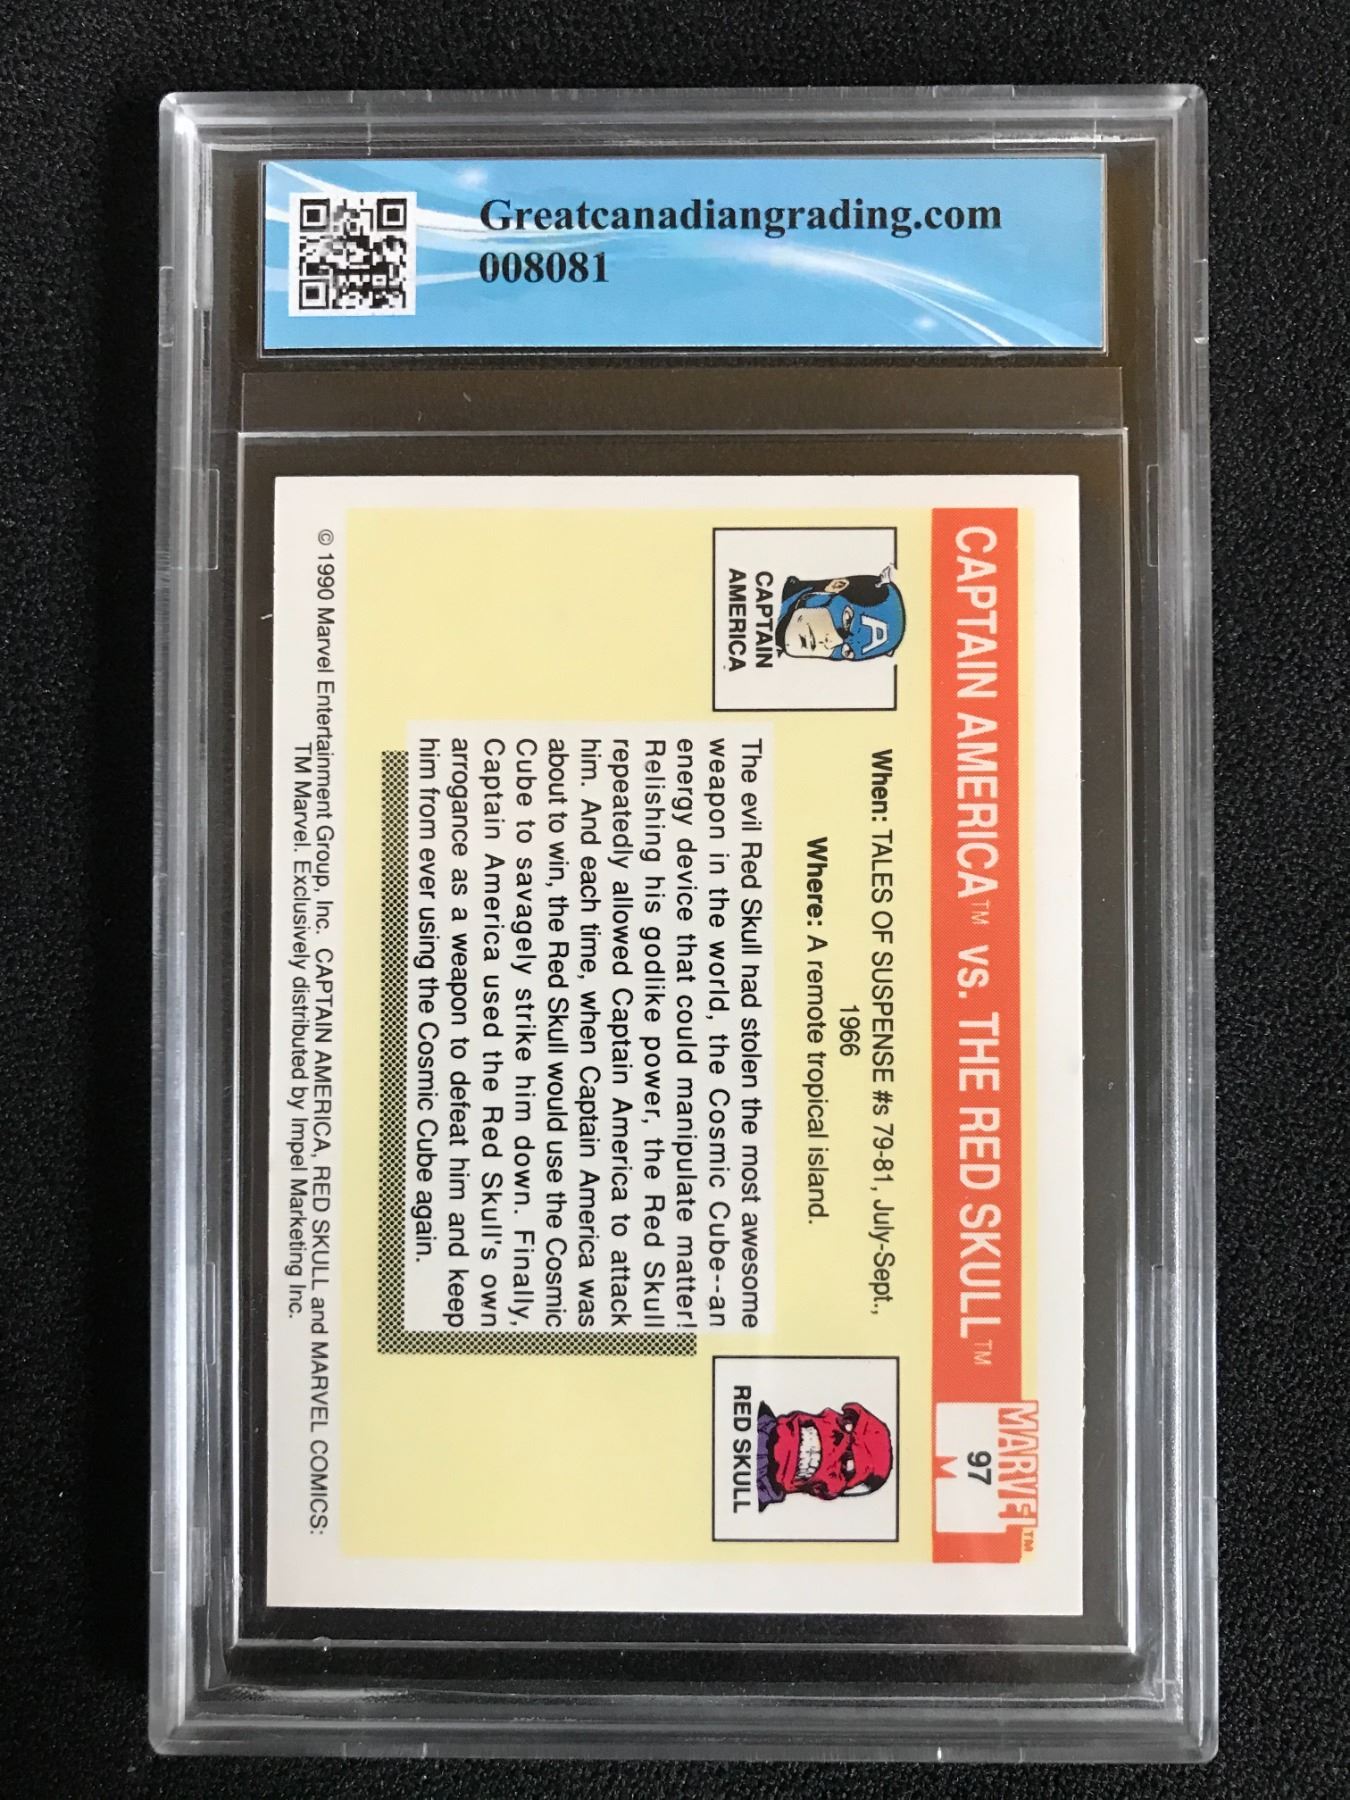 Greatcanadiangrading.com
008081
CAPTAIN AMERICA™ VS. THE RED SKULL™
MARVEL™
97
When: TALES OF SUSPENSE #s 79-81, July-Sept.,
1966
Where: A remote tropical island.
A
CAPTAIN
AMERICA
RED SKULL
The evil Red Skull had stolen the most awesome
weapon in the world, the Cosmic Cube--an
energy device that could manipulate matter!
Relishing his godlike power, the Red Skull
repeatedly allowed Captain America to attack
him. And each time, when Captain America was
about to win, the Red Skull would use the Cosmic
Cube to savagely strike him down. Finally,
Captain America used the Red Skull's own
arrogance as a weapon to defeat him and keep
him from ever using the Cosmic Cube again.
© 1990 Marvel Entertainment Group, Inc. CAPTAIN AMERICA, RED SKULL and MARVEL COMICS:
TM Marvel. Exclusively distributed by Impel Marketing Inc.